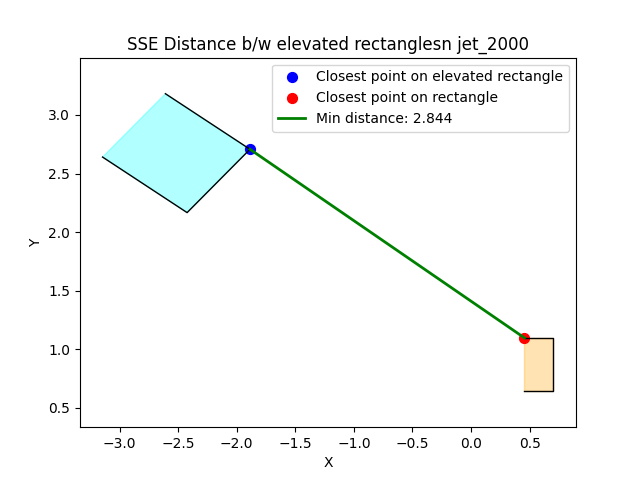 SSE Distance b/w elevated rectanglesn jet_2000
Closest point on elevated rectangle
Closest point on rectangle
Min distance: 2.844
3.0
2.5
2.0
1.5
1.0
0.5
Y
−3.0 −2.5 −2.0 −1.5 −1.0 −0.5 0.0 0.5
X